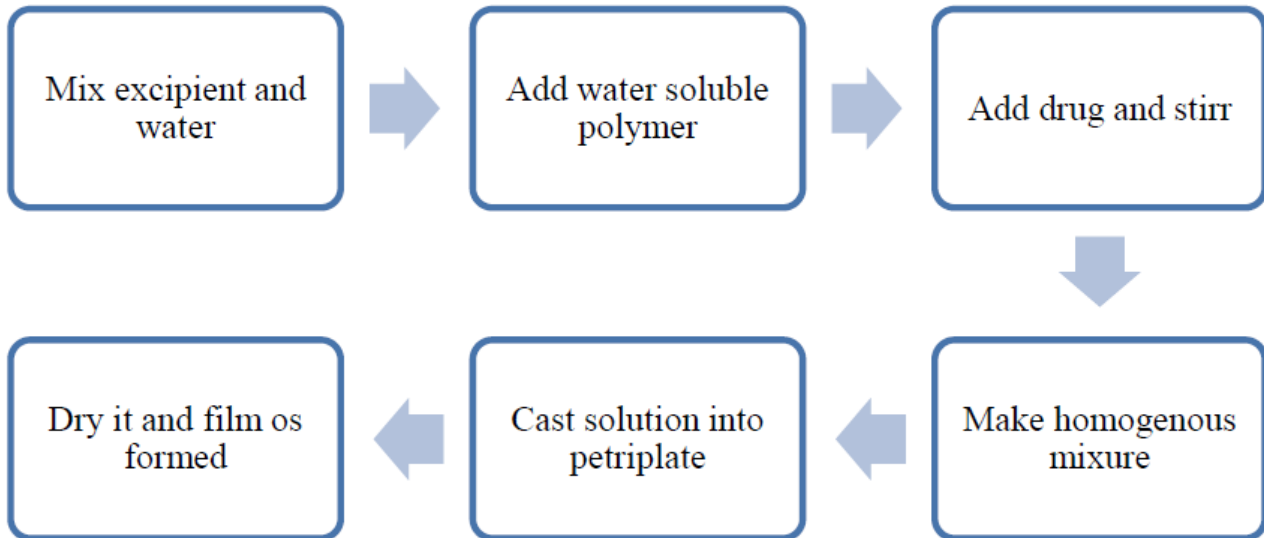 Mix excipient and
water
Add water soluble
polymer
Add drug and stirr
Make homogenous
mixure
Cast solution into
petriplate
Dry it and film os
formed